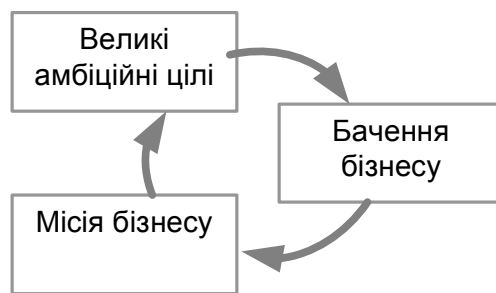 Великі
амбіційні цілі
Бачення
бізнесу
Місія бізнесу